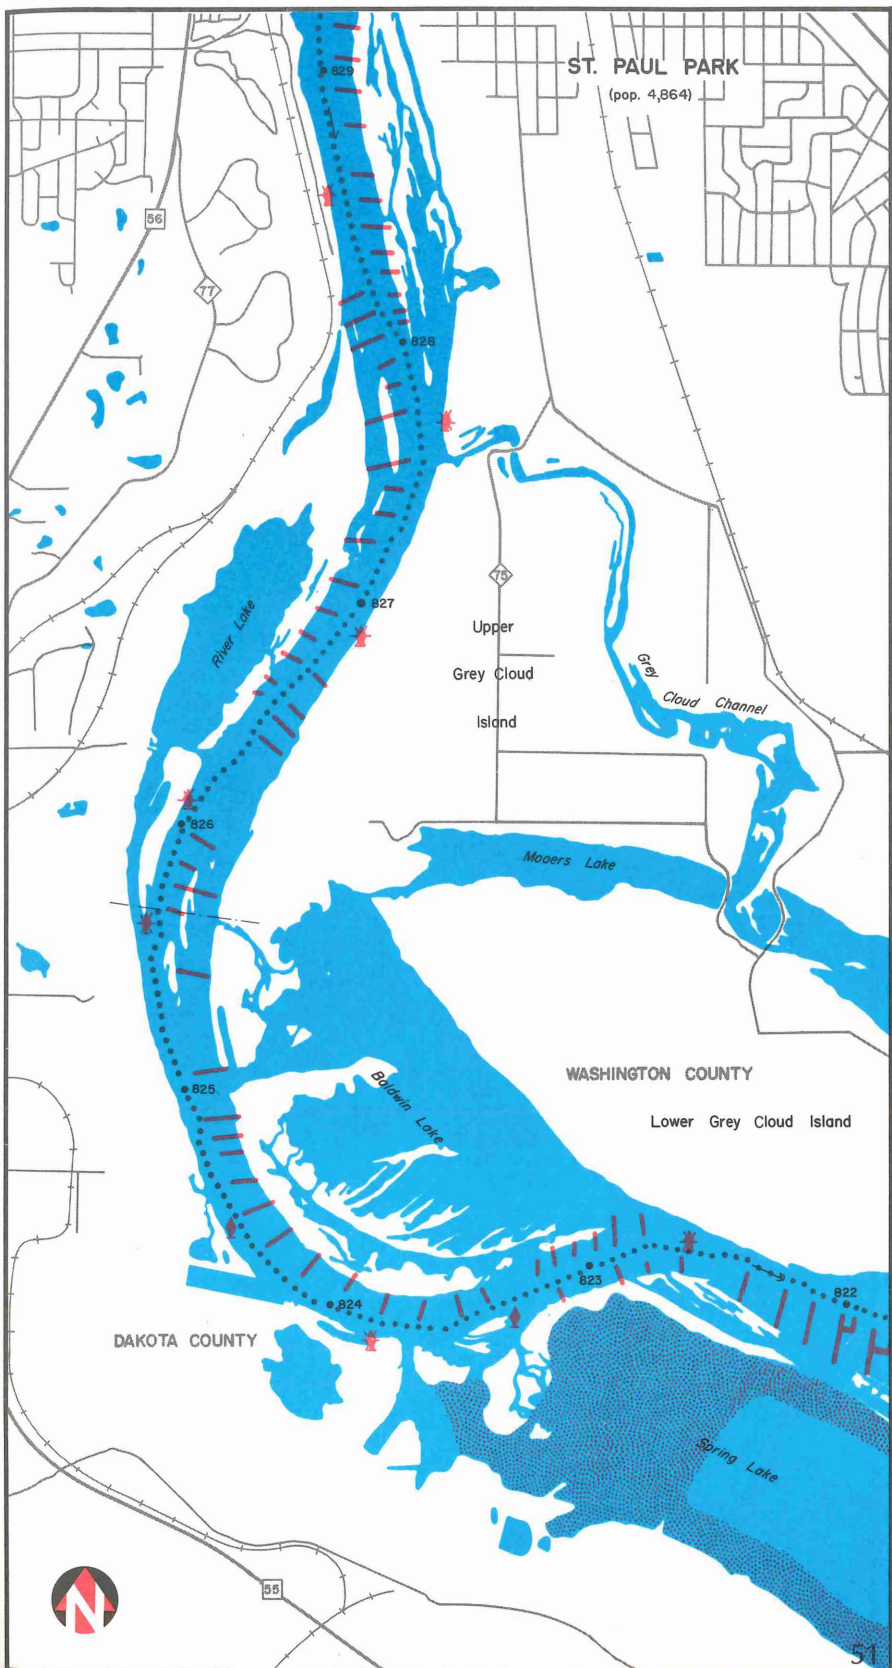 829
ST. PAUL PARK
(pop. 4,864)
56
77
828
75
827
River Lake
Upper
Grey Cloud
Island
Grey
Cloud Channel
826
Mooers Lake
825
Baldwin Lake
WASHINGTON COUNTY
Lower Grey Cloud Island
823
822
824
DAKOTA COUNTY
Spring Lake
N
55
51